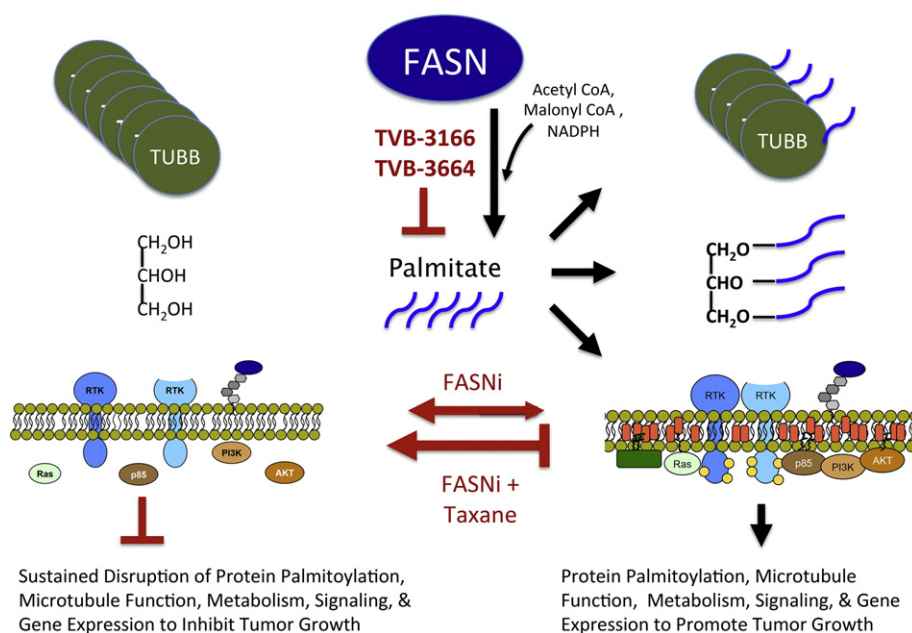 FASN
Acetyl CoA,
Malonyl CoA ,
NADPH
TVB-3166
TVB-3664
TUBB
TUBB
CH₂OH
CHOH
CH₂OH
Palmitate
CH₂O
CHO
CH₂O
RTK
RTK
PI3K
Ras
p85
AKT
FASNi
FASNi +
Taxane
RTK
RTK
Ras
p85
PI3K
AKT
Sustained Disruption of Protein Palmitoylation,
Microtubule Function, Metabolism, Signaling, &
Gene Expression to Inhibit Tumor Growth
Protein Palmitoylation, Microtubule
Function, Metabolism, Signaling, & Gene
Expression to Promote Tumor Growth